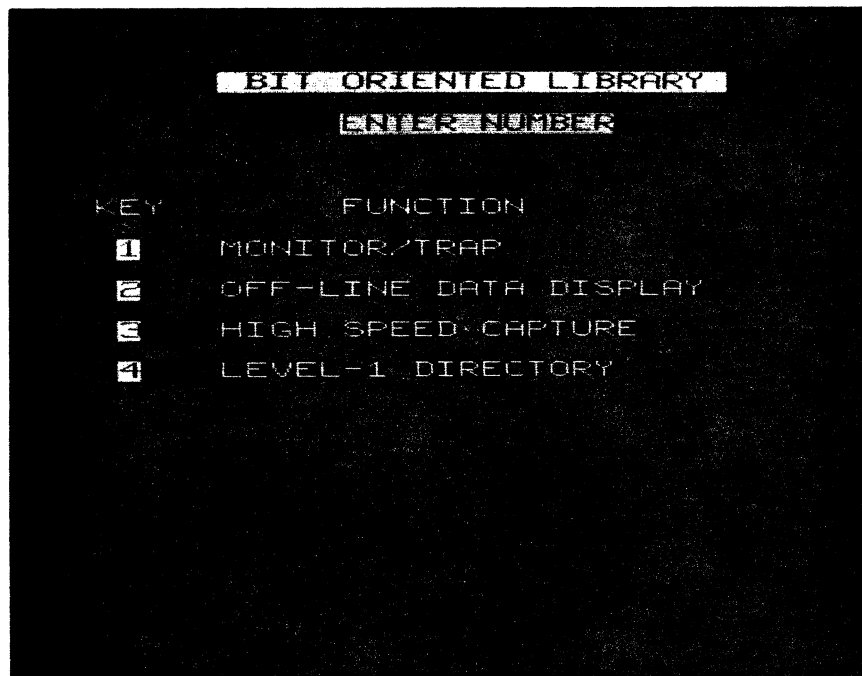 BIT ORIENTED LIBRARY
ENTER NUMBER
KEY FUNCTION
1 MONITOR/TRAP
2 OFF-LINE DATA DISPLAY
3 HIGH SPEED CAPTURE
4 LEVEL-1 DIRECTORY